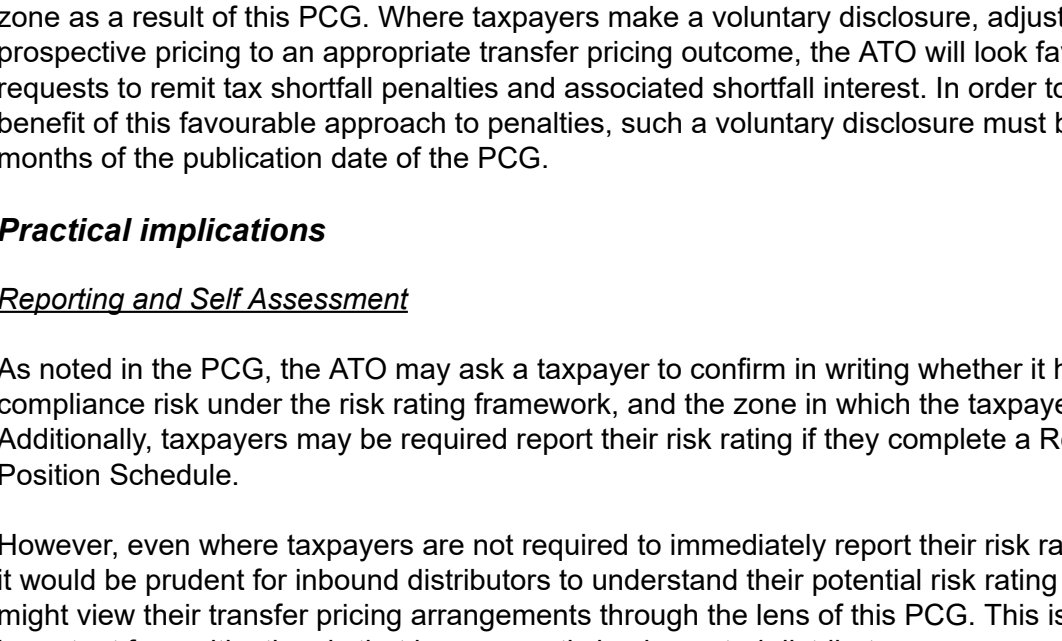 zone as a result of this PCG. Where taxpayers make a voluntary disclosure, adjust
prospective pricing to an appropriate transfer pricing outcome, the ATO will look fa
requests to remit tax shortfall penalties and associated shortfall interest. In order to
benefit of this favourable approach to penalties, such a voluntary disclosure must b
months of the publication date of the PCG.
Practical implications
Reporting and Self Assessment
As noted in the PCG, the ATO may ask a taxpayer to confirm in writing whether it h
compliance risk under the risk rating framework, and the zone in which the taxpaye
Additionally, taxpayers may be required report their risk rating if they complete a Re
Position Schedule.
However, even where taxpayers are not required to immediately report their risk ra
it would be prudent for inbound distributors to understand their potential risk rating
might view their transfer pricing arrangements through the lens of this PCG. This is